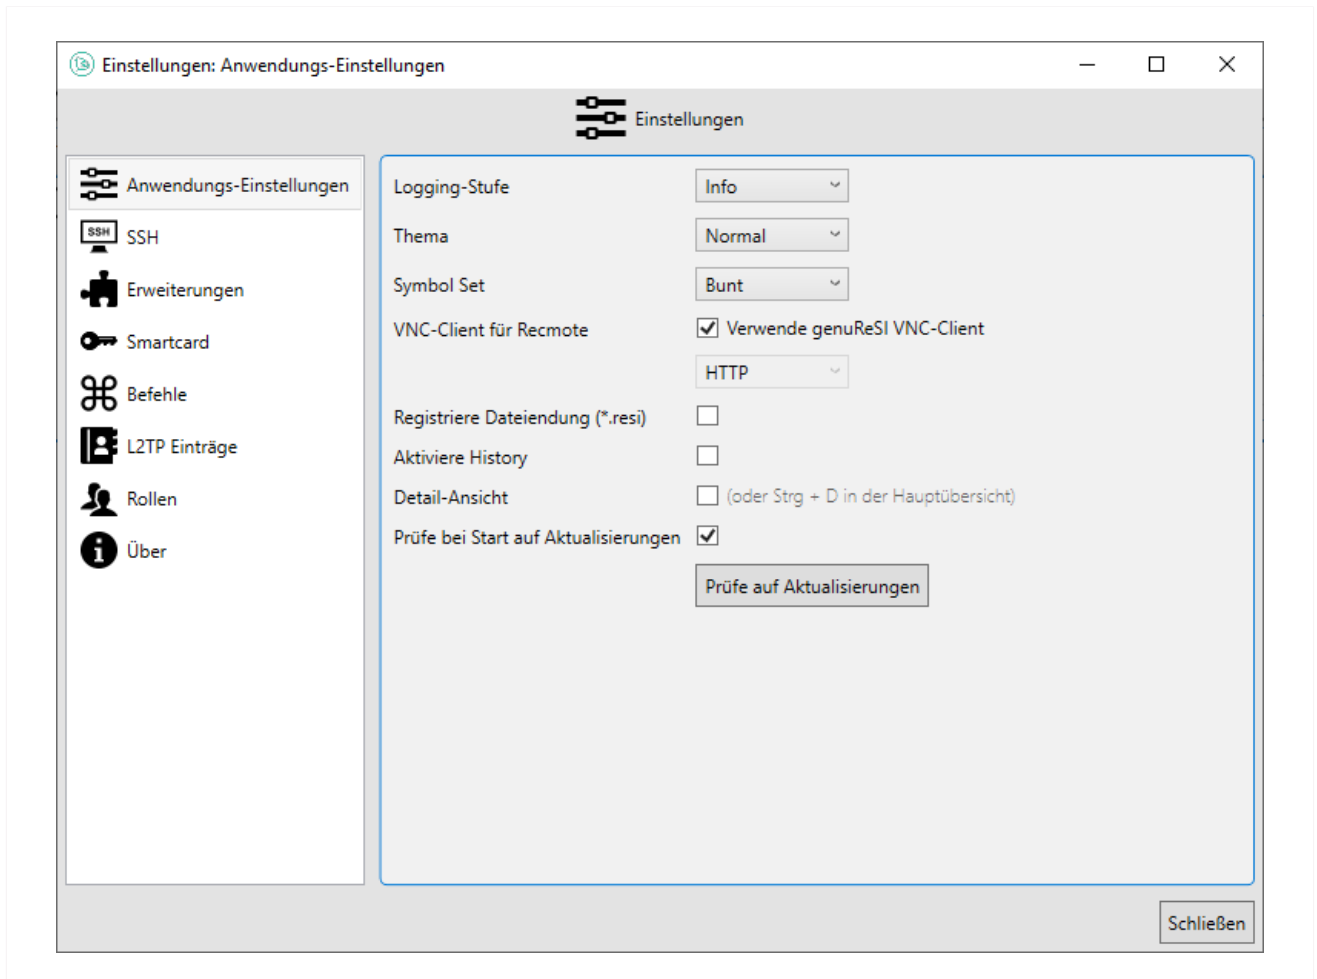 Einstellungen: Anwendungs-Einstellungen
Einstellungen
Anwendungs-Einstellungen
SSH
SSH
Erweiterungen
Smartcard
Befehle
L2TP Einträge
Rollen
Über
Logging-Stufe Info
Thema Normal
Symbol Set Bunt
VNC-Client für Recmote Verwende genuReSI VNC-Client
HTTP
Registriere Dateiendung (*.resi)
Aktiviere History
Detail-Ansicht (oder Strg + D in der Hauptübersicht)
Prüfe bei Start auf Aktualisierungen
Prüfe auf Aktualisierungen
Schließen